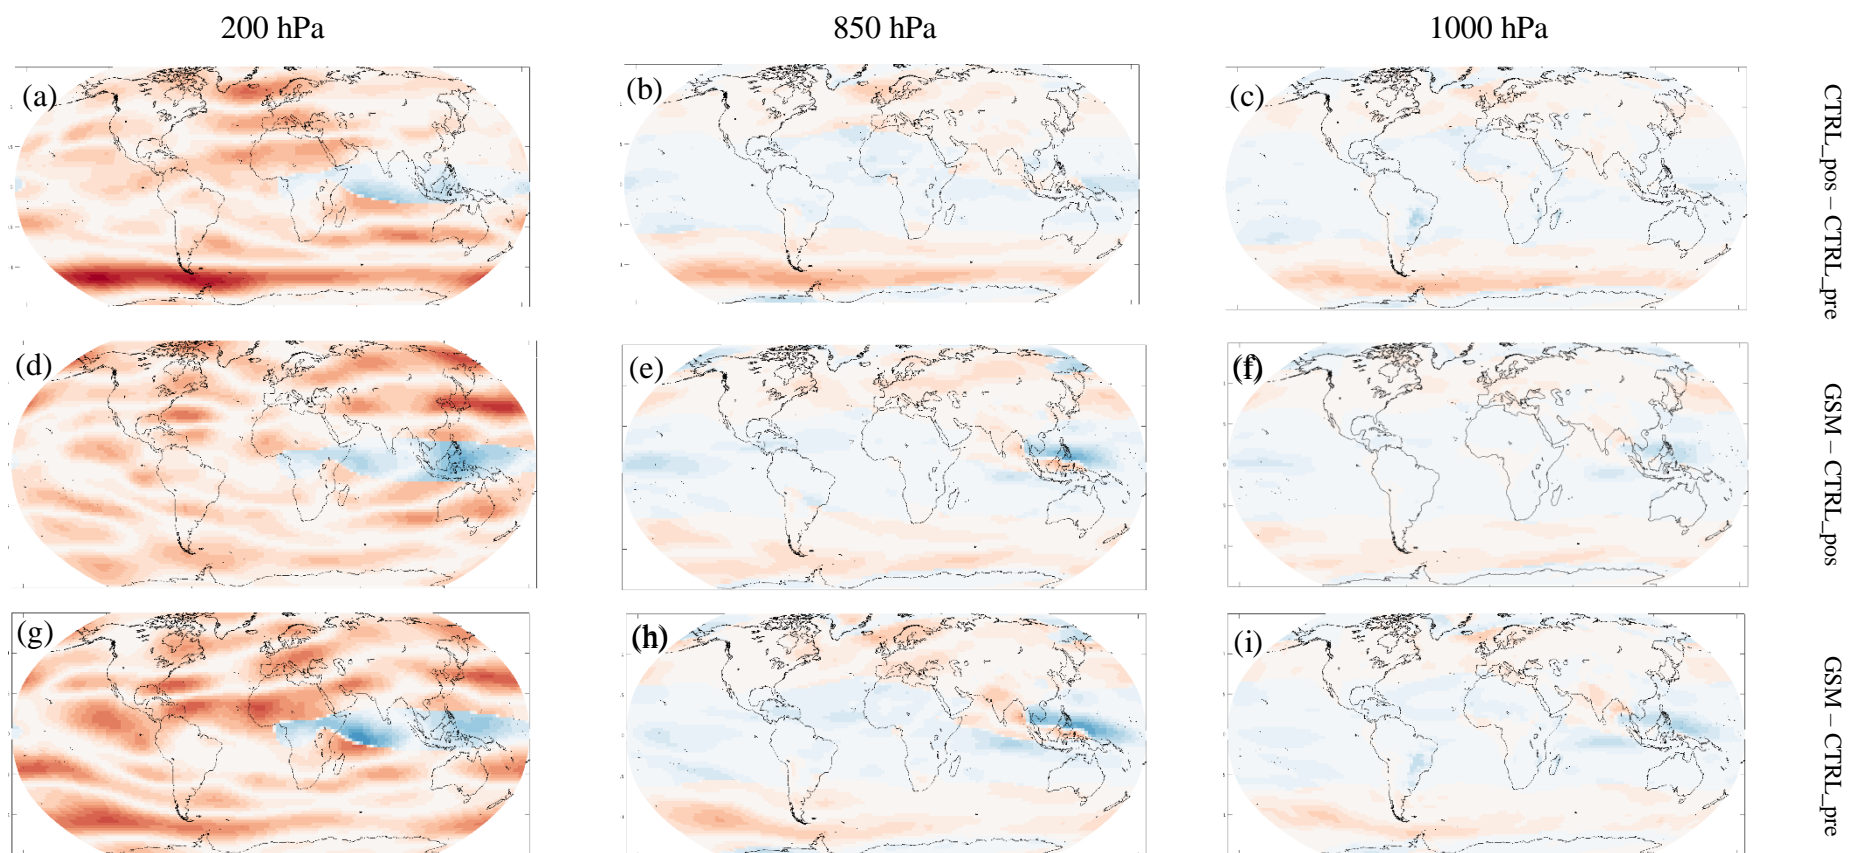 200 hPa
850 hPa
1000 hPa
(a)
(b)
(c)
CTRL_pos – CTRL_pre
(d)
(e)
(f)
GSM – CTRL_pos
(g)
(h)
(i)
GSM – CTRL_pre